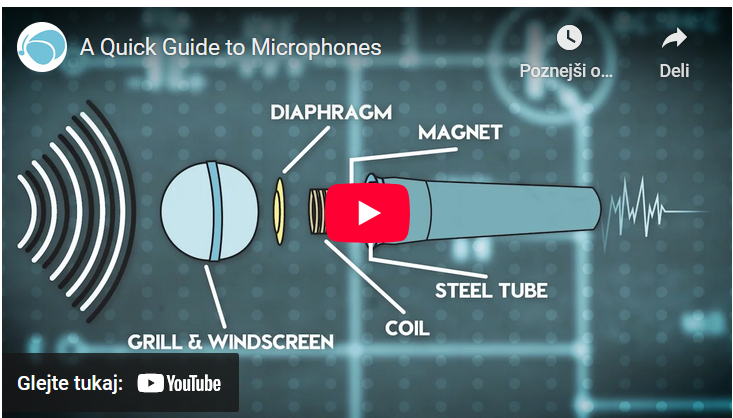 A Quick Guide to Microphones
Poznejši o...
Deli
DIAPHRAGM
MAGNET
STEEL TUBE
COIL
GRILL & WINDSCREEN
Glejte tukaj: YouTube